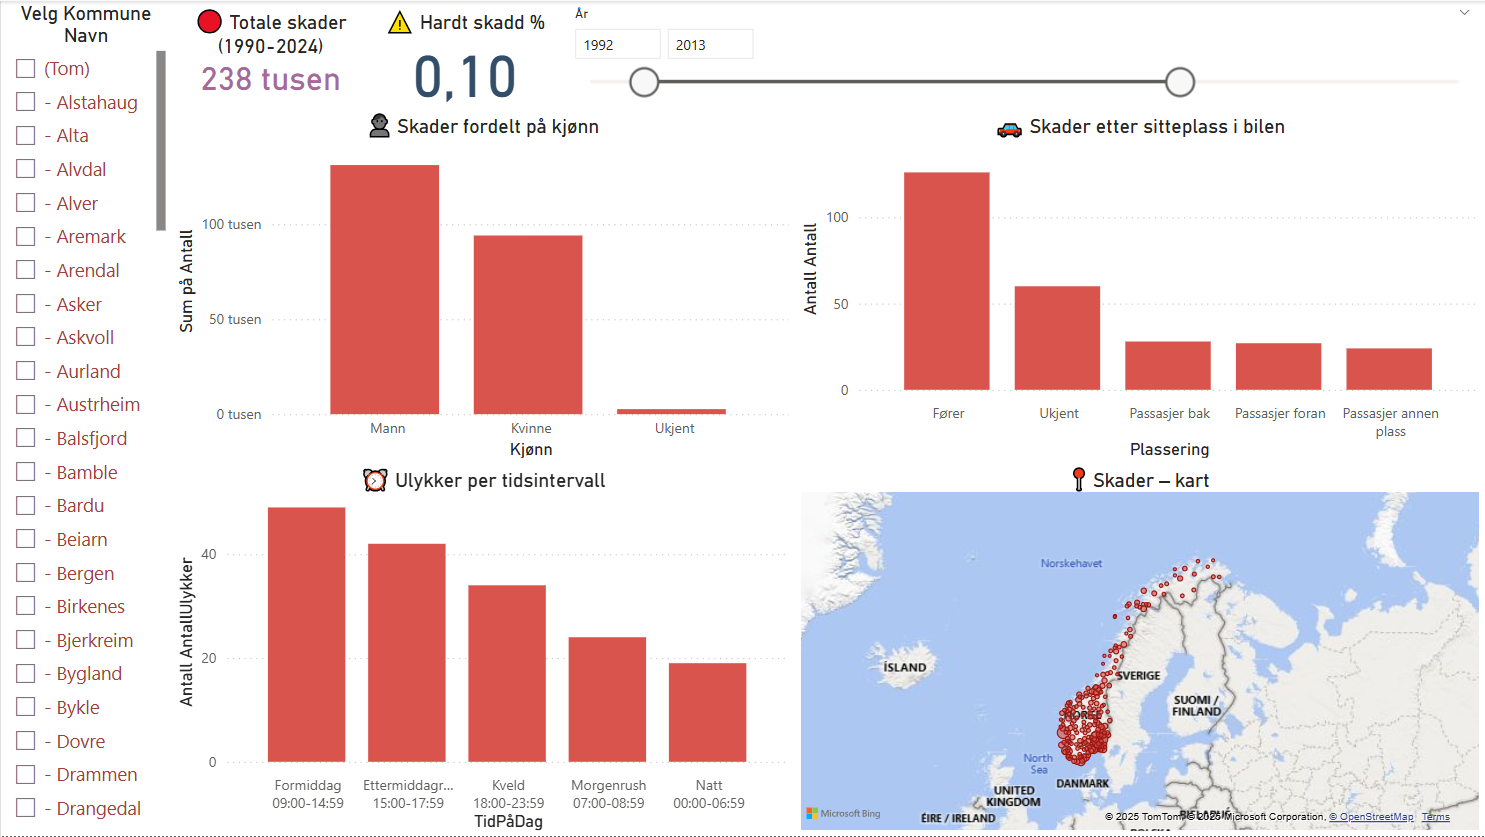 Velg Kommune
Navn
(Tom)
- Alstahaug
- Alta
- Alvdal
- Alver
- Aremark
- Arendal
- Asker
- Askvoll
- Aurland
- Austrheim
- Balsfjord
- Bamble
- Bardu
- Beiarn
- Bergen
- Birkenes
- Bjerkreim
- Bygland
- Bykle
- Dovre
- Drammen
- Drangedal
Totale skader
(1990-2024)
238 tusen
Hardt skadd %
0,10
År
1992
2013
Skader fordelt på kjønn
Sum på Antall
100 tusen
50 tusen
0 tusen
Mann
Kvinne
Ukjent
Kjønn
Skader etter sitteplass i bilen
Antall Antall
100
50
0
Fører
Ukjent
Passasjer bak
Passasjer foran
Passasjer annen
plass
Plassering
Ulykker per tidsintervall
Antall AntallUlykker
40
20
0
Formiddag
09:00-14:59
Ettermiddagr...
15:00-17:59
Kveld
18:00-23:59
Morgenrush
07:00-08:59
Natt
00:00-06:59
TidPåDag
Skader – kart
Norskehavet
ÍSLAND
SVERIGE
SUOMI /
FINLAND
NORGE
North
Sea
DANMARK
UNITED
KINGDOM
ÉIRE / IRELAND
BIELARUŚ
POLSKA
Microsoft Bing
© 2025 TomTom, © 2025 Microsoft Corporation, © OpenStreetMap Terms